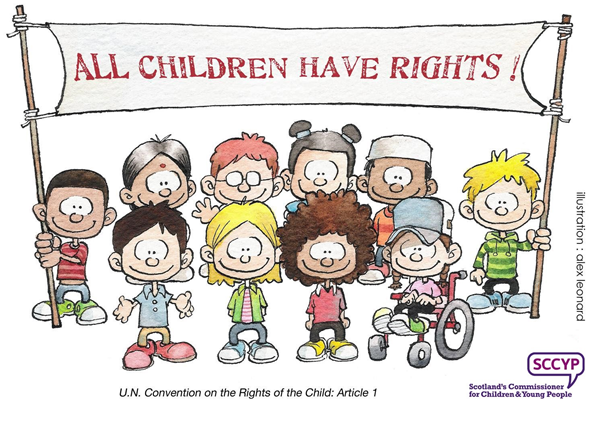 ALL CHILDREN HAVE RIGHTS !
illustration : alex leonard
U.N. Convention on the Rights of the Child: Article 1
SCCYP
Scotland's Commissioner
for Children & Young People